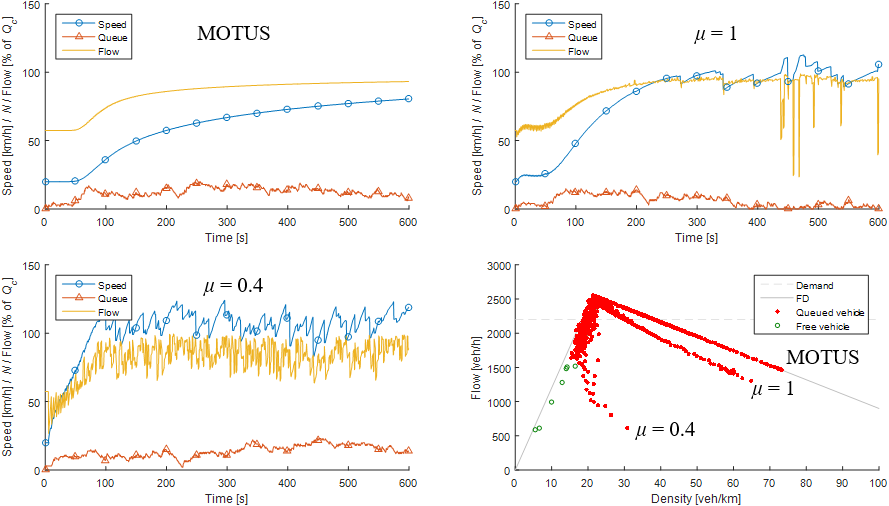 150
100
50
0
Speed [km/h] / N / Flow [% of Qc]
Speed
Queue
Flow
MOTUS
0 100 200 300 400 500 600
Time [s]
150
100
50
0
Speed [km/h] / N / Flow [% of Qc]
Speed
Queue
Flow
μ = 1
0 100 200 300 400 500 600
Time [s]
150
100
50
0
Speed [km/h] / N / Flow [% of Qc]
Speed
Queue
Flow
μ = 0.4
0 100 200 300 400 500 600
Time [s]
3000
2500
2000
1500
1000
500
0
Flow [veh/h]
Demand
FD
Queued vehicle
Free vehicle
MOTUS
μ = 1
μ = 0.4
0 10 20 30 40 50 60 70 80 90 100
Density [veh/km]